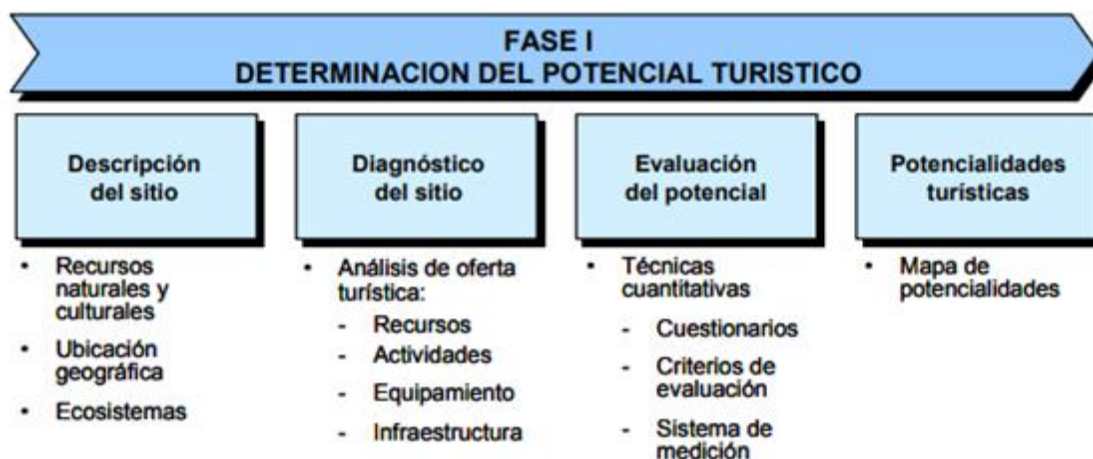 FASE I
DETERMINACION DEL POTENCIAL TURISTICO
Descripción
del sitio
• Recursos
naturales y
culturales
• Ubicación
geográfica
• Ecosistemas
Diagnóstico
del sitio
• Análisis de oferta
turística:
- Recursos
- Actividades
- Equipamiento
- Infraestructura
Evaluación
del potencial
• Técnicas
cuantitativas
- Cuestionarios
- Criterios de
evaluación
- Sistema de
medición
Potencialidades
turísticas
• Mapa de
potencialidades